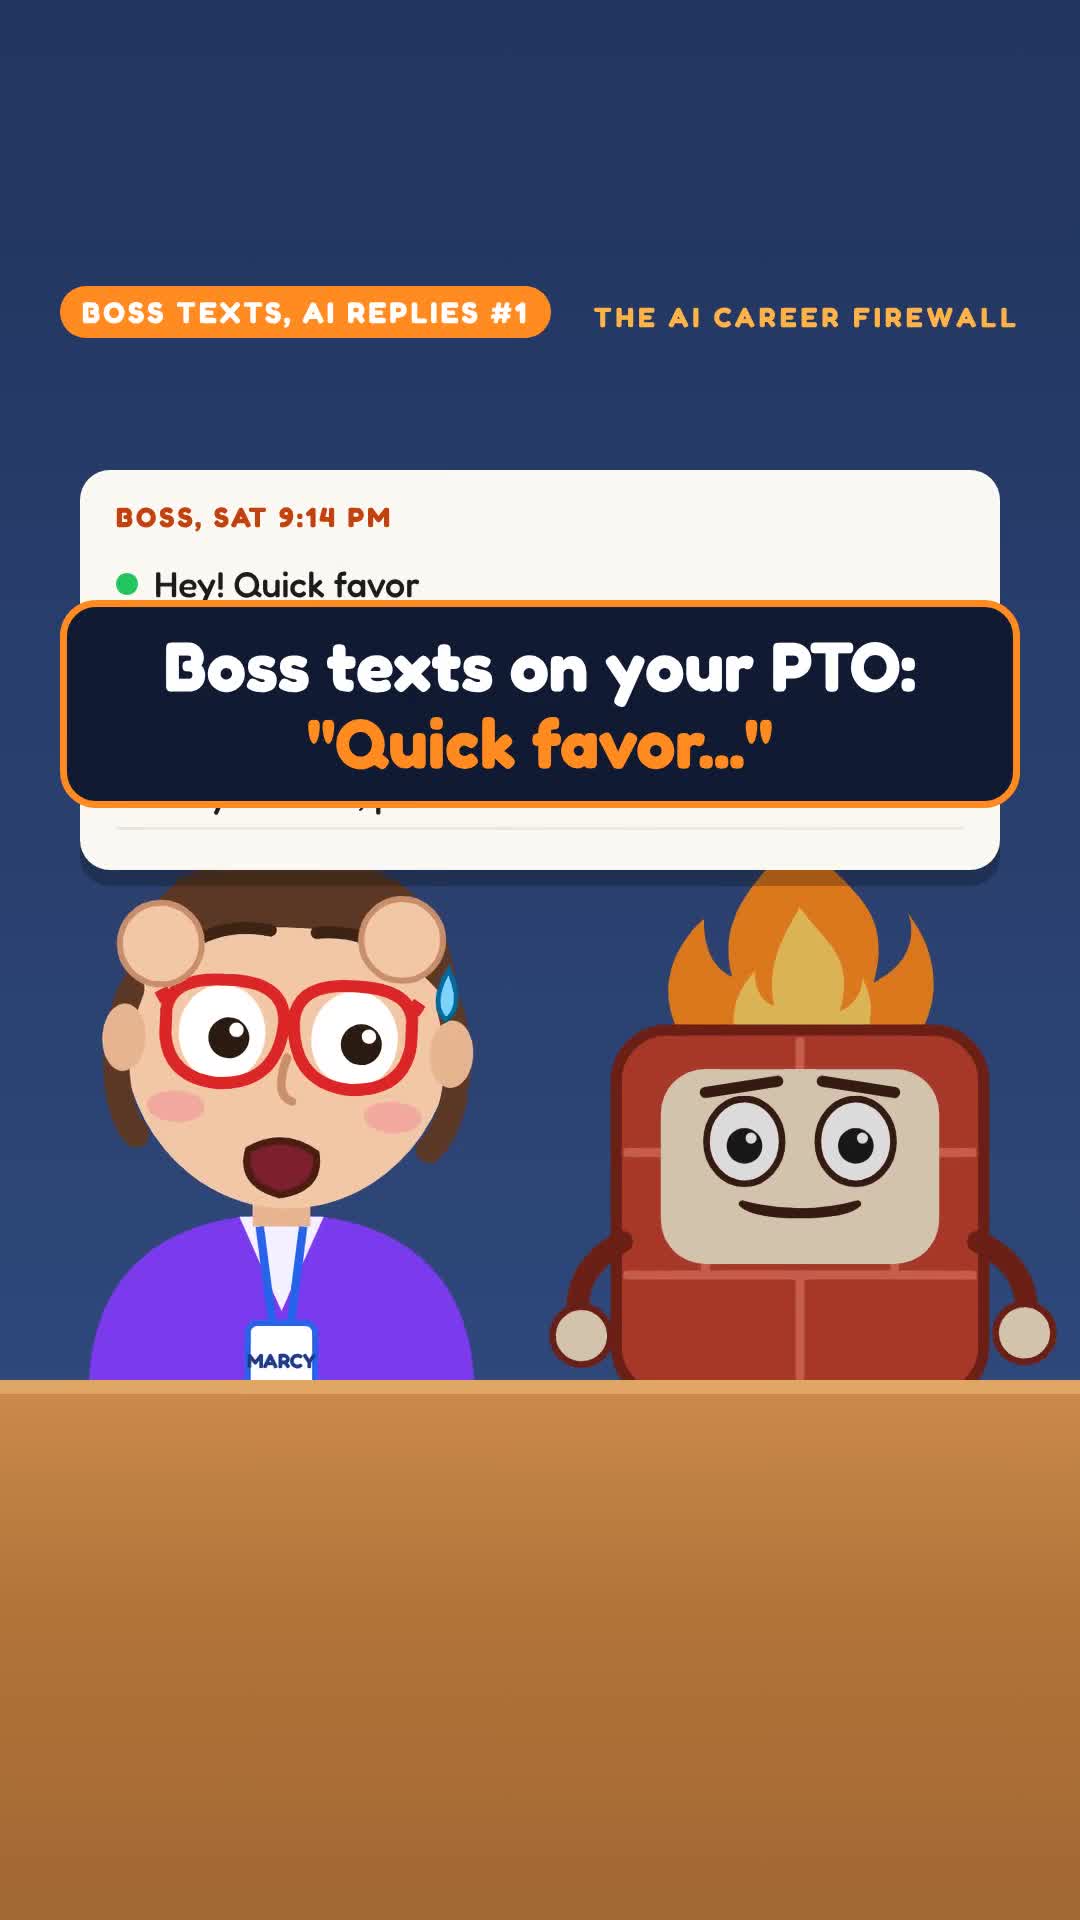 BOSS TEXTS, AI REPLIES #1
THE AI CAREER FIREWALL
BOSS, SAT 9:14 PM
Hey! Quick favor
Boss texts on your PTO:
"Quick favor..."
MARCY